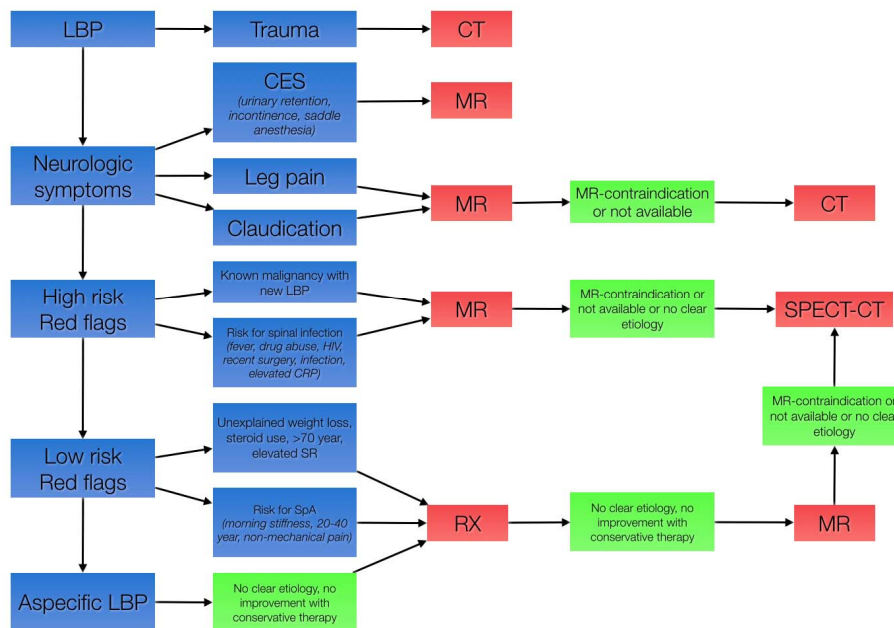 LBP
Trauma
CT
CES
(urinary retention,
incontinence, saddle
anesthesia)
MR
Neurologic
symptoms
Leg pain
Claudication
MR
MR-contraindication
or not available
CT
High risk
Red flags
Known malignancy with
new LBP
Risk for spinal infection
(fever, drug abuse, HIV,
recent surgery, infection,
elevated CRP)
MR
MR-contraindication or
not available or no clear
etiology
SPECT-CT
MR-contraindication or
not available or no clear
etiology
Low risk
Red flags
Unexplained weight loss,
steroid use, >70 year,
elevated SR
Risk for SpA
(morning stiffness, 20-40
year, non-mechanical pain)
RX
No clear etiology, no
improvement with
conservative therapy
MR
Aspecific LBP
No clear etiology, no
improvement with
conservative therapy